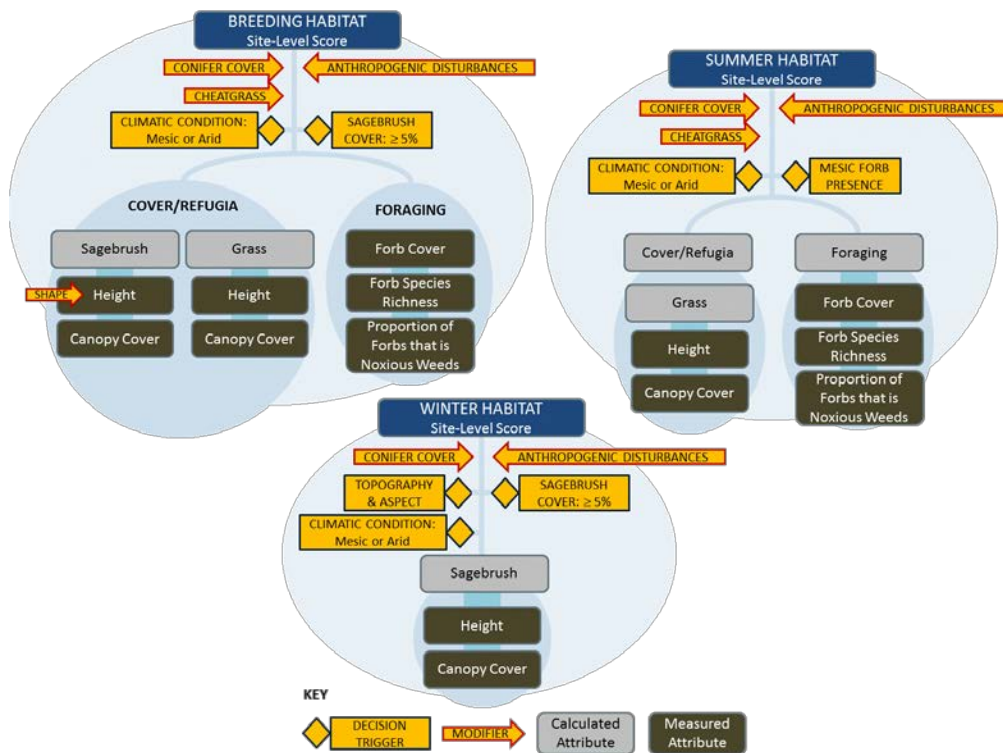 BREEDING HABITAT
Site-Level Score
CONIFER COVER
ANTHROPOGENIC DISTURBANCES
CHEATGRASS
CLIMATIC CONDITION:
Mesic or Arid
SAGEBRUSH
COVER: ≥ 5%
COVER/REFUGIA
FORAGING
Sagebrush
Grass
SHAPE
Height
Height
Canopy Cover
Canopy Cover
Forb Cover
Forb Species
Richness
Proportion of
Forbs that is
Noxious Weeds
SUMMER HABITAT
Site-Level Score
CONIFER COVER
ANTHROPOGENIC DISTURBANCES
CHEATGRASS
CLIMATIC CONDITION:
Mesic or Arid
MESIC FORB
PRESENCE
Cover/Refugia
Grass
Height
Canopy Cover
Foraging
Forb Cover
Forb Species
Richness
Proportion of
Forbs that is
Noxious Weeds
WINTER HABITAT
Site-Level Score
CONIFER COVER
ANTHROPOGENIC DISTURBANCES
TOPOGRAPHY
& ASPECT
SAGEBRUSH
COVER: ≥ 5%
CLIMATIC CONDITION:
Mesic or Arid
Sagebrush
Height
Canopy Cover
KEY
DECISION
TRIGGER
MODIFIER
Calculated
Attribute
Measured
Attribute